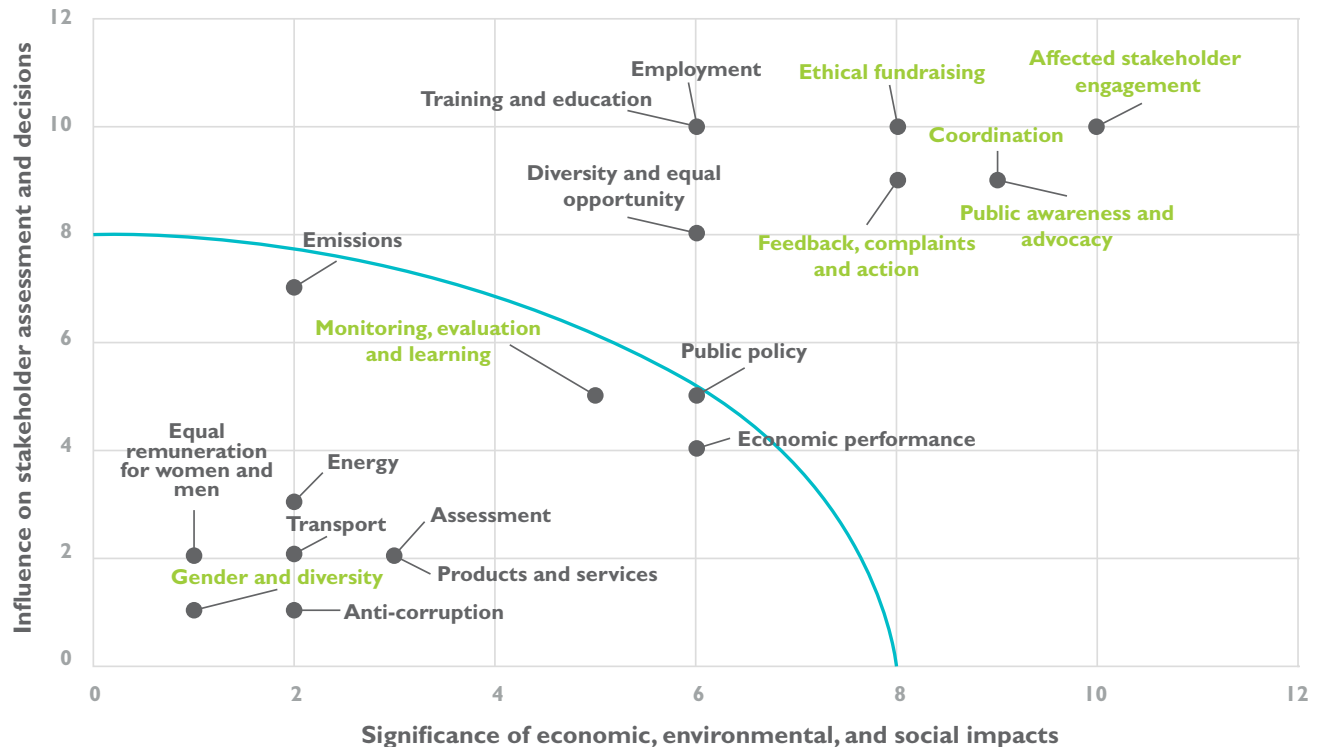 Influence on stakeholder assessment and decisions
12
10
8
6
4
2
0
Employment
Training and education
Ethical fundraising
Affected stakeholder
engagement
Coordination
Diversity and equal
opportunity
Public awareness and
advocacy
Feedback, complaints
and action
Emissions
Monitoring, evaluation
and learning
Public policy
Economic performance
Equal
remuneration
for women and
men
Energy
Transport
Assessment
Products and services
Gender and diversity
Anti-corruption
0
2
4
6
8
10
12
Significance of economic, environmental, and social impacts